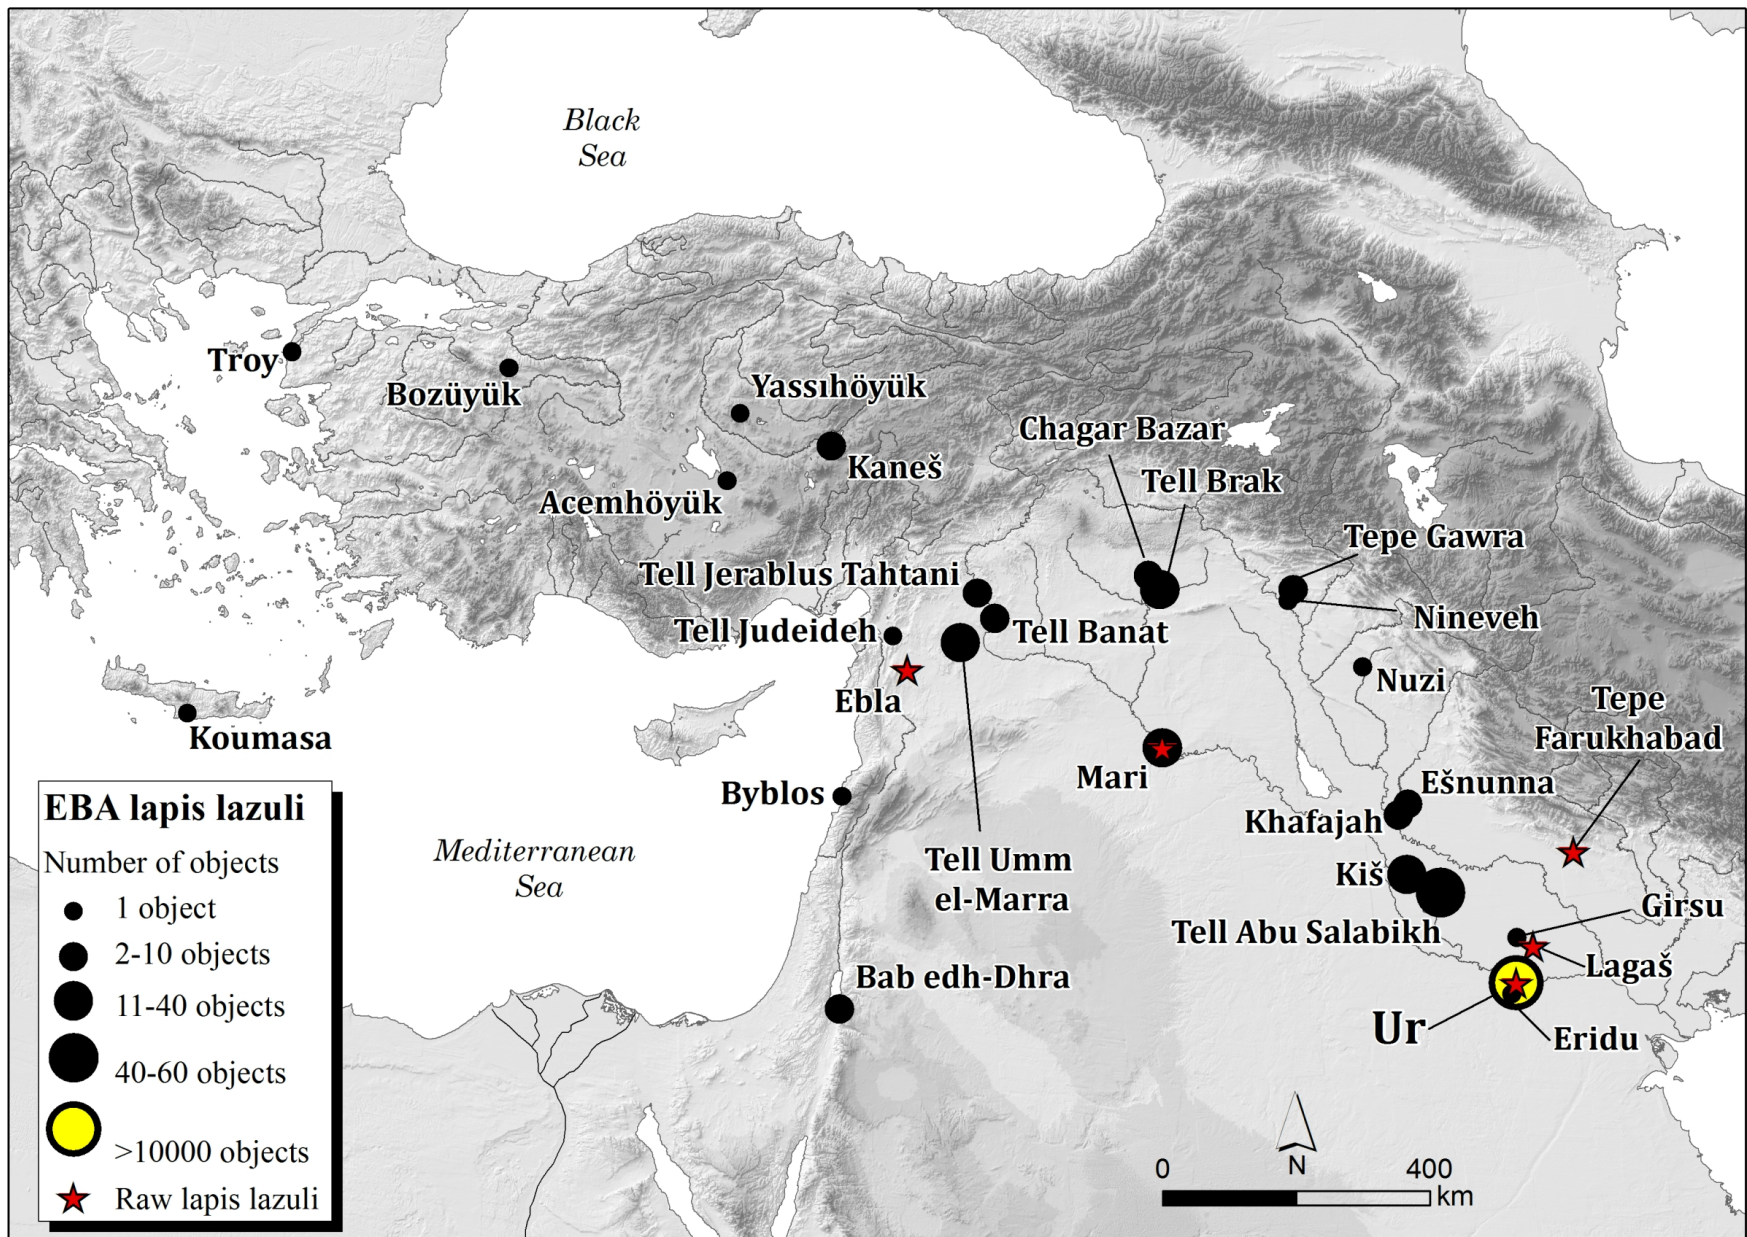 Black
Sea
Troy
Bozüyük
Yassıhöyük
Chagar Bazar
Kaneš
Tell Brak
Acemhöyük
Tepe Gawra
Tell Jerablus Tahtani
Nineveh
Tell Judeideh
Tell Banat
Nuzi
Ebla
Tepe
Farukhabad
Koumasa
Mari
Ešnunna
Byblos
Khafajah
Mediterranean
Sea
Tell Umm
el-Marra
Kiš
Girsu
Tell Abu Salabikh
Lagaš
Bab edh-Dhra
Ur
Eridu
EBA lapis lazuli
Number of objects
1 object
2-10 objects
11-40 objects
40-60 objects
>10000 objects
Raw lapis lazuli
N
0 400
km